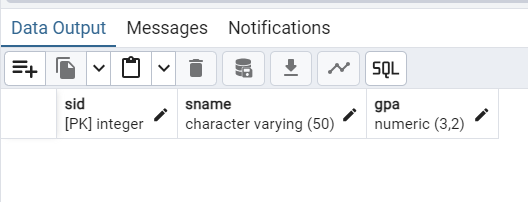 Data Output Messages Notifications
SQL
sid sname gpa
[PK] integer character varying (50) numeric (3,2)